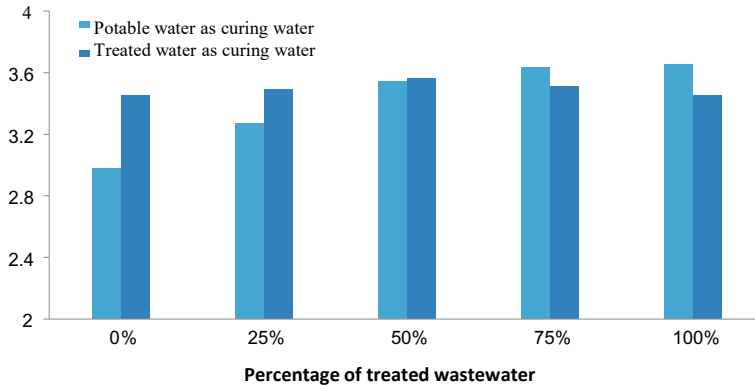 4
Potable water as curing water
Treated water as curing water
3.6
3.2
2.8
2.4
2
0% 25% 50% 75% 100%
Percentage of treated wastewater